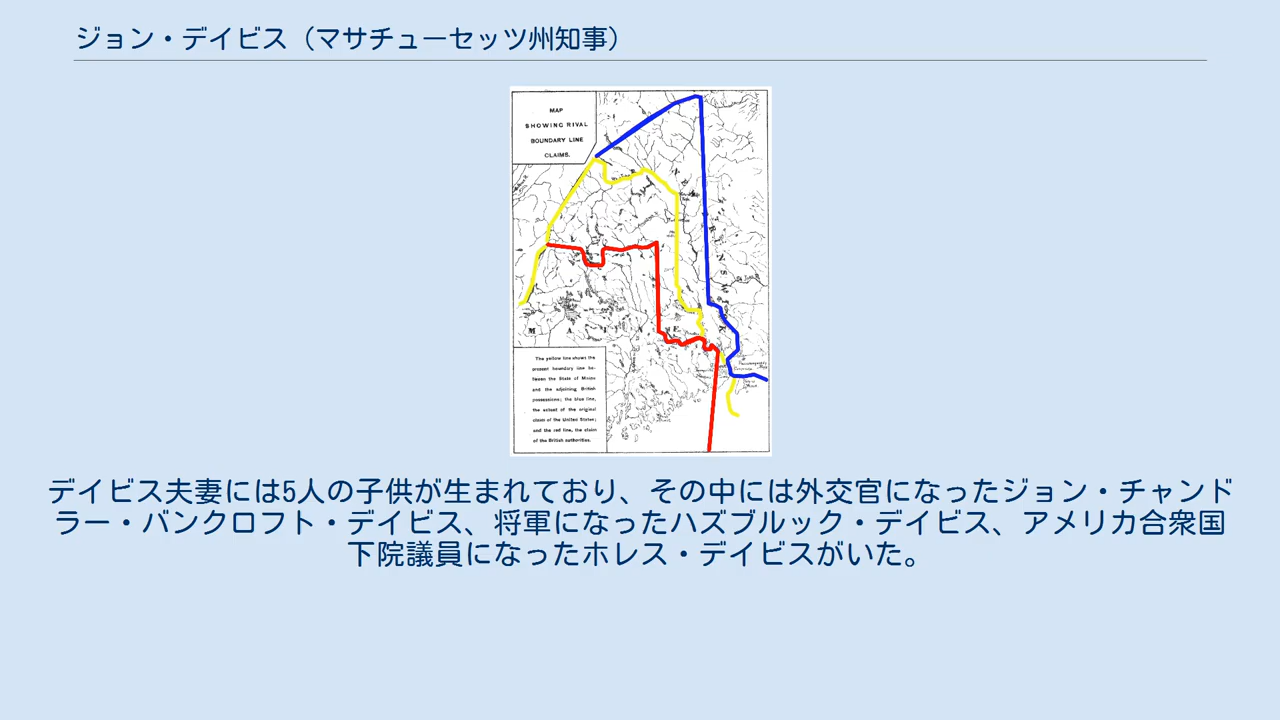 ジョン・デイビス（マサチューセッツ州知事）
MAP
SHOWING RIVAL
BOUNDARY LINE
CLAIMS.
MAINE
The yellow line shows the
present boundary line be-
tween the State of Maine
and the adjoining British
possessions; the blue line,
the extent of the original
claim of the United States;
and the red line, the claim
of the British authorities.
デイビス夫妻には5人の子供が生まれており、その中には外交官になったジョン・チャンド
ラー・バンクロフト・デイビス、将軍になったハズブルック・デイビス、アメリカ合衆国
下院議員になったホレス・デイビスがいた。